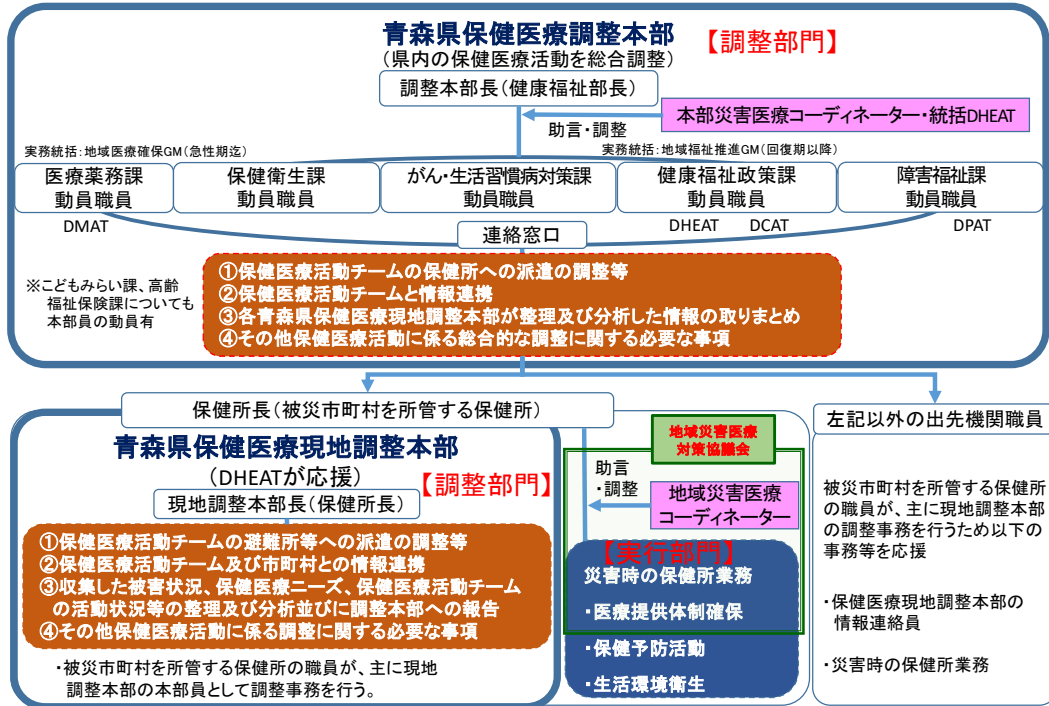 青森県保健医療調整本部
【調整部門】
(県内の保健医療活動を総合調整)
調整本部長(健康福祉部長)
助言・調整
本部災害医療コーディネーター・統括DHEAT
実務統括:地域医療確保GM(急性期迄)
実務統括:地域福祉推進GM(回復期以降)
医療薬務課
動員職員
保健衛生課
動員職員
がん・生活習慣病対策課
動員職員
健康福祉政策課
動員職員
障害福祉課
動員職員
DMAT
DHEAT
DCAT
DPAT
連絡窓口
※こどもみらい課、高齢
福祉保険課についても
本部員の動員有
①保健医療活動チームの保健所への派遣の調整等
②保健医療活動チームと情報連携
③各青森県保健医療現地調整本部が整理及び分析した情報の取りまとめ
④その他保健医療活動に係る総合的な調整に関する必要な事項
保健所長(被災市町村を所管する保健所)
青森県保健医療現地調整本部
(DHEATが応援)
【調整部門】
現地調整本部長(保健所長)
①保健医療活動チームの避難所等への派遣の調整等
②保健医療活動チーム及び市町村との情報連携
③収集した被害状況、保健医療ニーズ、保健医療活動チーム
の活動状況等の整理及び分析並びに調整本部への報告
④その他保健医療活動に係る調整に関する必要な事項
・被災市町村を所管する保健所の職員が、主に現地
調整本部の本部員として調整事務を行う。
地域災害医療
対策協議会
助言
・調整
地域災害医療
コーディネーター
【実行部門】
災害時の保健所業務
・医療提供体制確保
・保健予防活動
・生活環境衛生
左記以外の出先機関職員
被災市町村を所管する保健所
の職員が、主に現地調整本部
の調整事務を行うため以下の
事務等を応援
・保健医療現地調整本部の
情報連絡員
・災害時の保健所業務